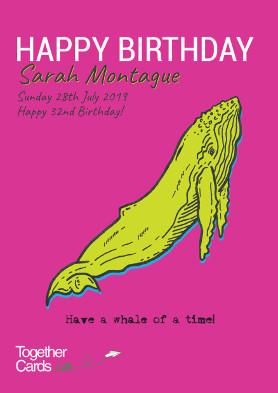 HAPPY BIRTHDAY
Sarah Montague
Sunday 28th July 2019
Happy 32nd Birthday!
Have a whale of a time!
Together
Cards